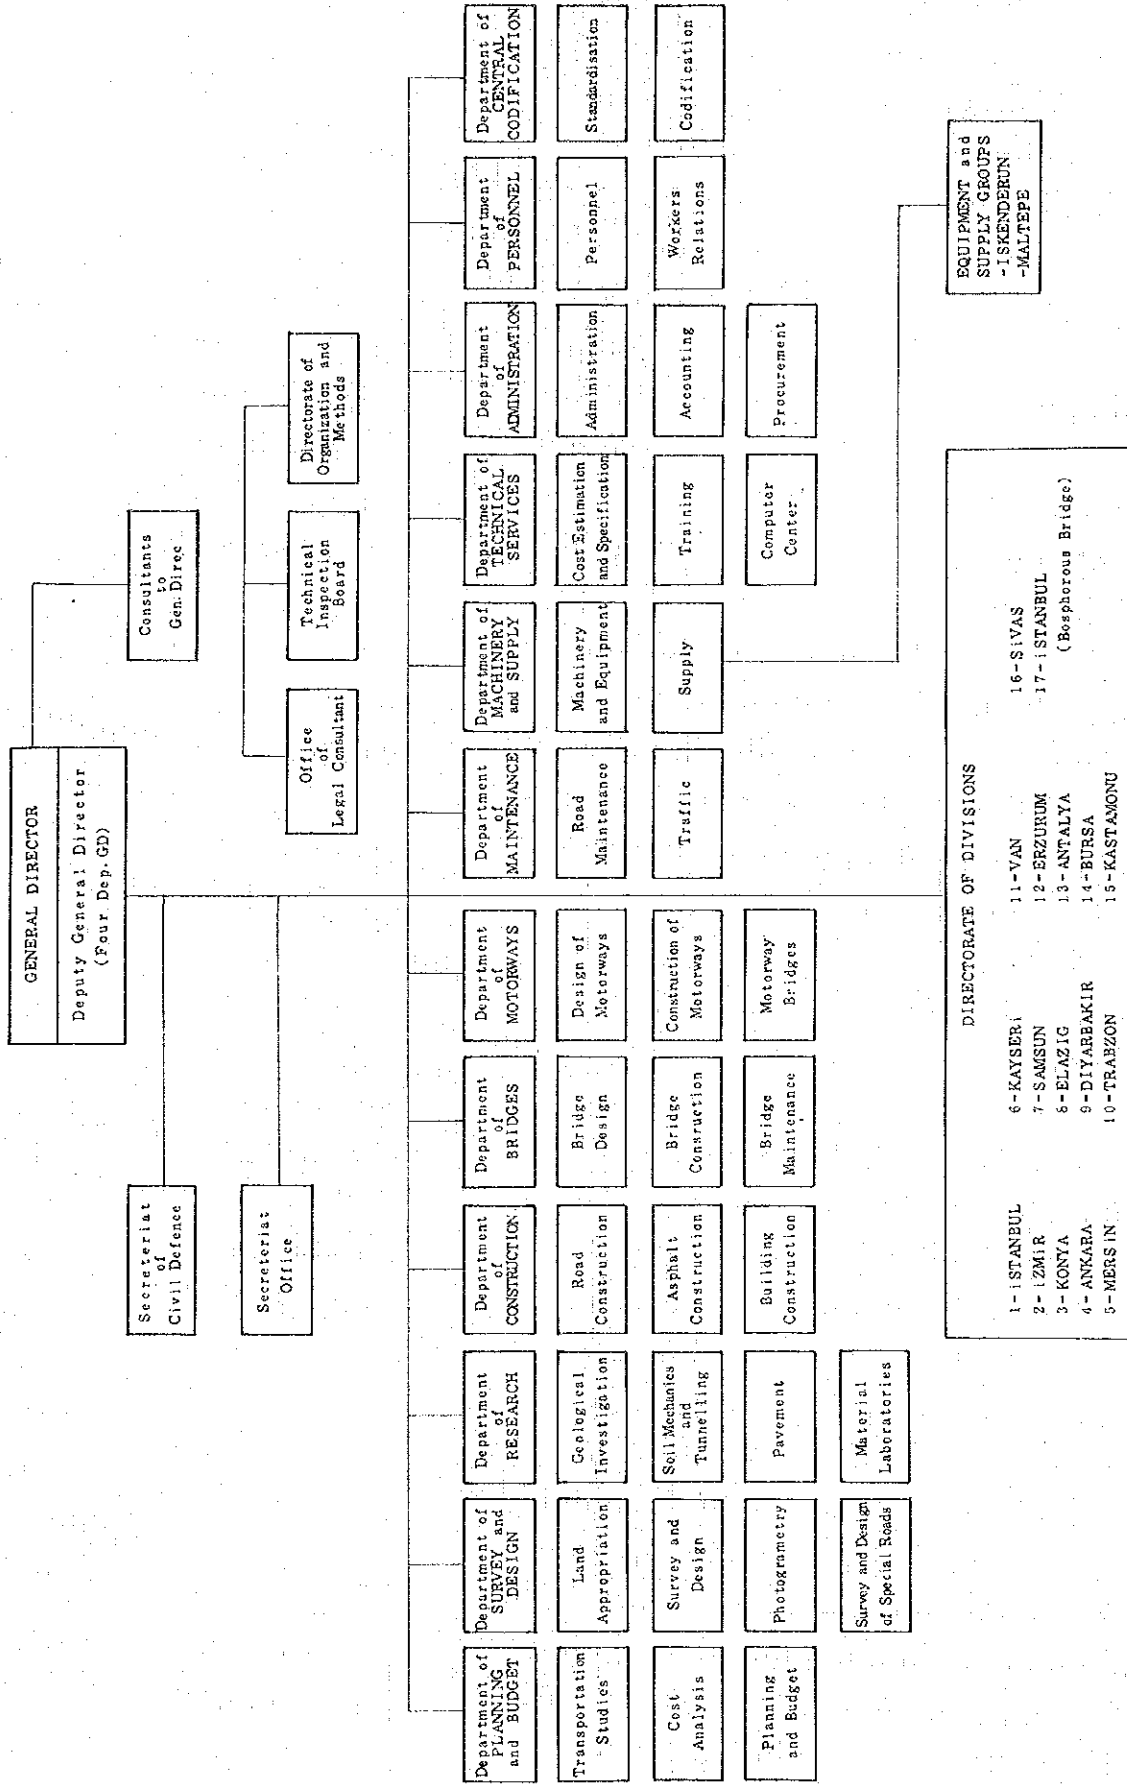 GENERAL DIRECTOR
Deputy General Director
(Four Dep. GD)
Consultants
to
Gen. Direc
Secreteriat
of
Civil Defence
Secreteriat
Office
Office
of
Legal Consultant
Technical
Inspection
Board
Directorate of
Organization and
Methods
Department of
PLANNING
and BUDGET
Transportation
Studies
Cost
Analysis
Planning
and Budget
Department of
SURVEY and
DESIGN
Land
Appropriation
Survey and
Design
Photogrametry
Survey and Design
of Special Roads
Department
of
RESEARCH
Geological
Investigation
Soil Mechanics
and
Tunnelling
Pavement
Material
Laboratories
Department
of
CONSTRUCTION
Road
Construction
Asphalt
Construction
Building
Construction
Department
of
BRIDGES
Bridge
Design
Bridge
Consruction
Bridge
Maintenance
Department
of
MOTORWAYS
Design of
Motorways
Construction of
Motorways
Motorway
Bridges
Department
of
MAINTENANCE
Road
Maintenance
Traffic
Department of
MACHINERY
and SUPPLY
Machinery
and Equipment
Supply
Department of
TECHNICAL
SERVICES
Cost Estimation
and Specification
Training
Computer
Center
Department
of
ADMINISTRATION
Administration
Accounting
Procurement
Department
of
PERSONNEL
Personnel
Workers
Relations
Department of
CENTRAL
CODIFICATION
Standardisation
Codification
EQUIPMENT and
SUPPLY GROUPS
-ISKENDERUN
-MALTEPE
DIRECTORATE OF DIVISIONS
1-iSTANBUL
2-iZMiR
3-KONYA
4-ANKARA
5-MERSIN
6-KAYSERi
7-SAMSUN
8-ELAZIG
9-DIYARBAKIR
10-TRABZON
11-VAN
12-ERZURUM
13-ANTALYA
14-BURSA
15-KASTAMONU
16-SiVAS
17-iSTANBUL
(Bosphorous Bridge)